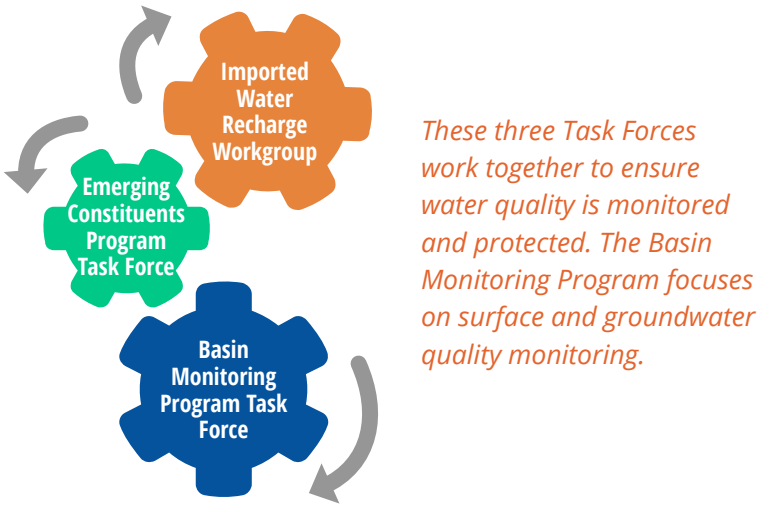 Imported
Water
Recharge
Workgroup
Emerging
Constituents
Program
Task Force
Basin
Monitoring
Program Task
Force
These three Task Forces
work together to ensure
water quality is monitored
and protected. The Basin
Monitoring Program focuses
on surface and groundwater
quality monitoring.